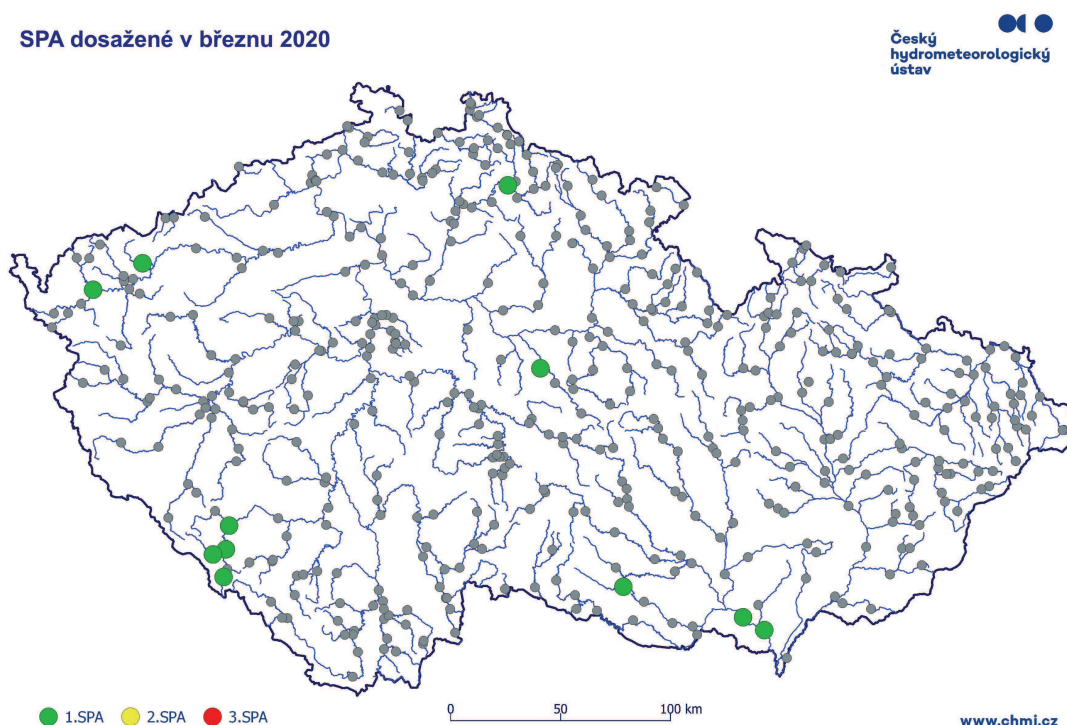 SPA dosažené v březnu 2020
Český
hydrometeorologický
ústav
1.SPA 2.SPA 3.SPA
0 50 100 km
www.chmi.cz